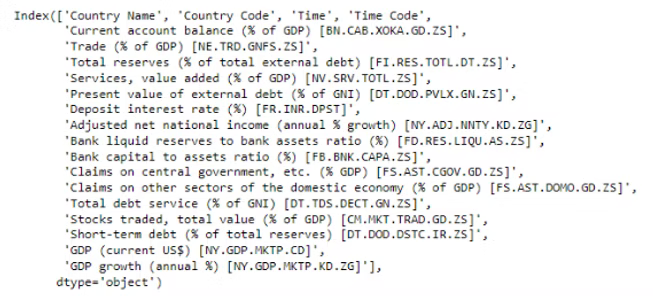 Index(['Country Name', 'Country Code', 'Time', 'Time Code',
'Current account balance (% of GDP) [BN.CAB.XOKA.GD.ZS]',
'Trade (% of GDP) [NE.TRD.GNFS.ZS]',
'Total reserves (% of total external debt) [FI.RES.TOTL.DT.ZS]',
'Services, value added (% of GDP) [NV.SRV.TOTL.ZS]',
'Present value of external debt (% of GNI) [DT.DOD.PVLX.GN.ZS]',
'Deposit interest rate (%) [FR.INR.DPST]',
'Adjusted net national income (annual % growth) [NY.ADJ.NNTY.KD.ZG]',
'Bank liquid reserves to bank assets ratio (%) [FD.RES.LIQU.AS.ZS]',
'Bank capital to assets ratio (%) [FB.BNK.CAPA.ZS]',
'Claims on central government, etc. (% GDP) [FS.AST.CGOV.GD.ZS]',
'Claims on other sectors of the domestic economy (% of GDP) [FS.AST.DOMO.GD.ZS]',
'Total debt service (% of GNI) [DT.TDS.DECT.GN.ZS]',
'Stocks traded, total value (% of GDP) [CM.MKT.TRAD.GD.ZS]',
'Short-term debt (% of total reserves) [DT.DOD.DSTC.IR.ZS]',
'GDP (current US$) [NY.GDP.MKTP.CD]',
'GDP growth (annual %) [NY.GDP.MKTP.KD.ZG]'],
dtype='object')